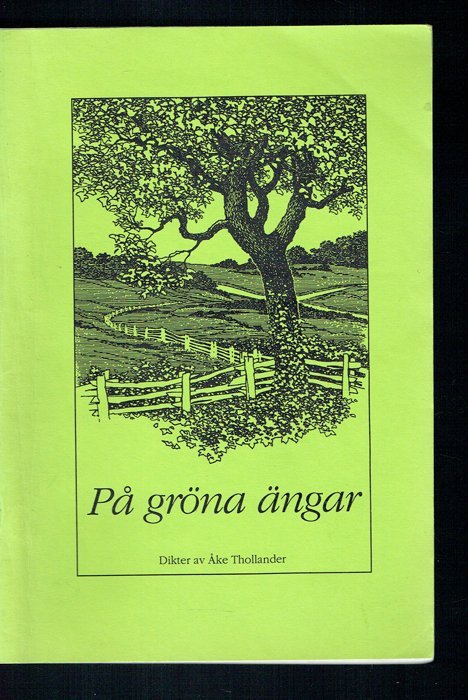 På gröna ängar
Dikter av Åke Thollander